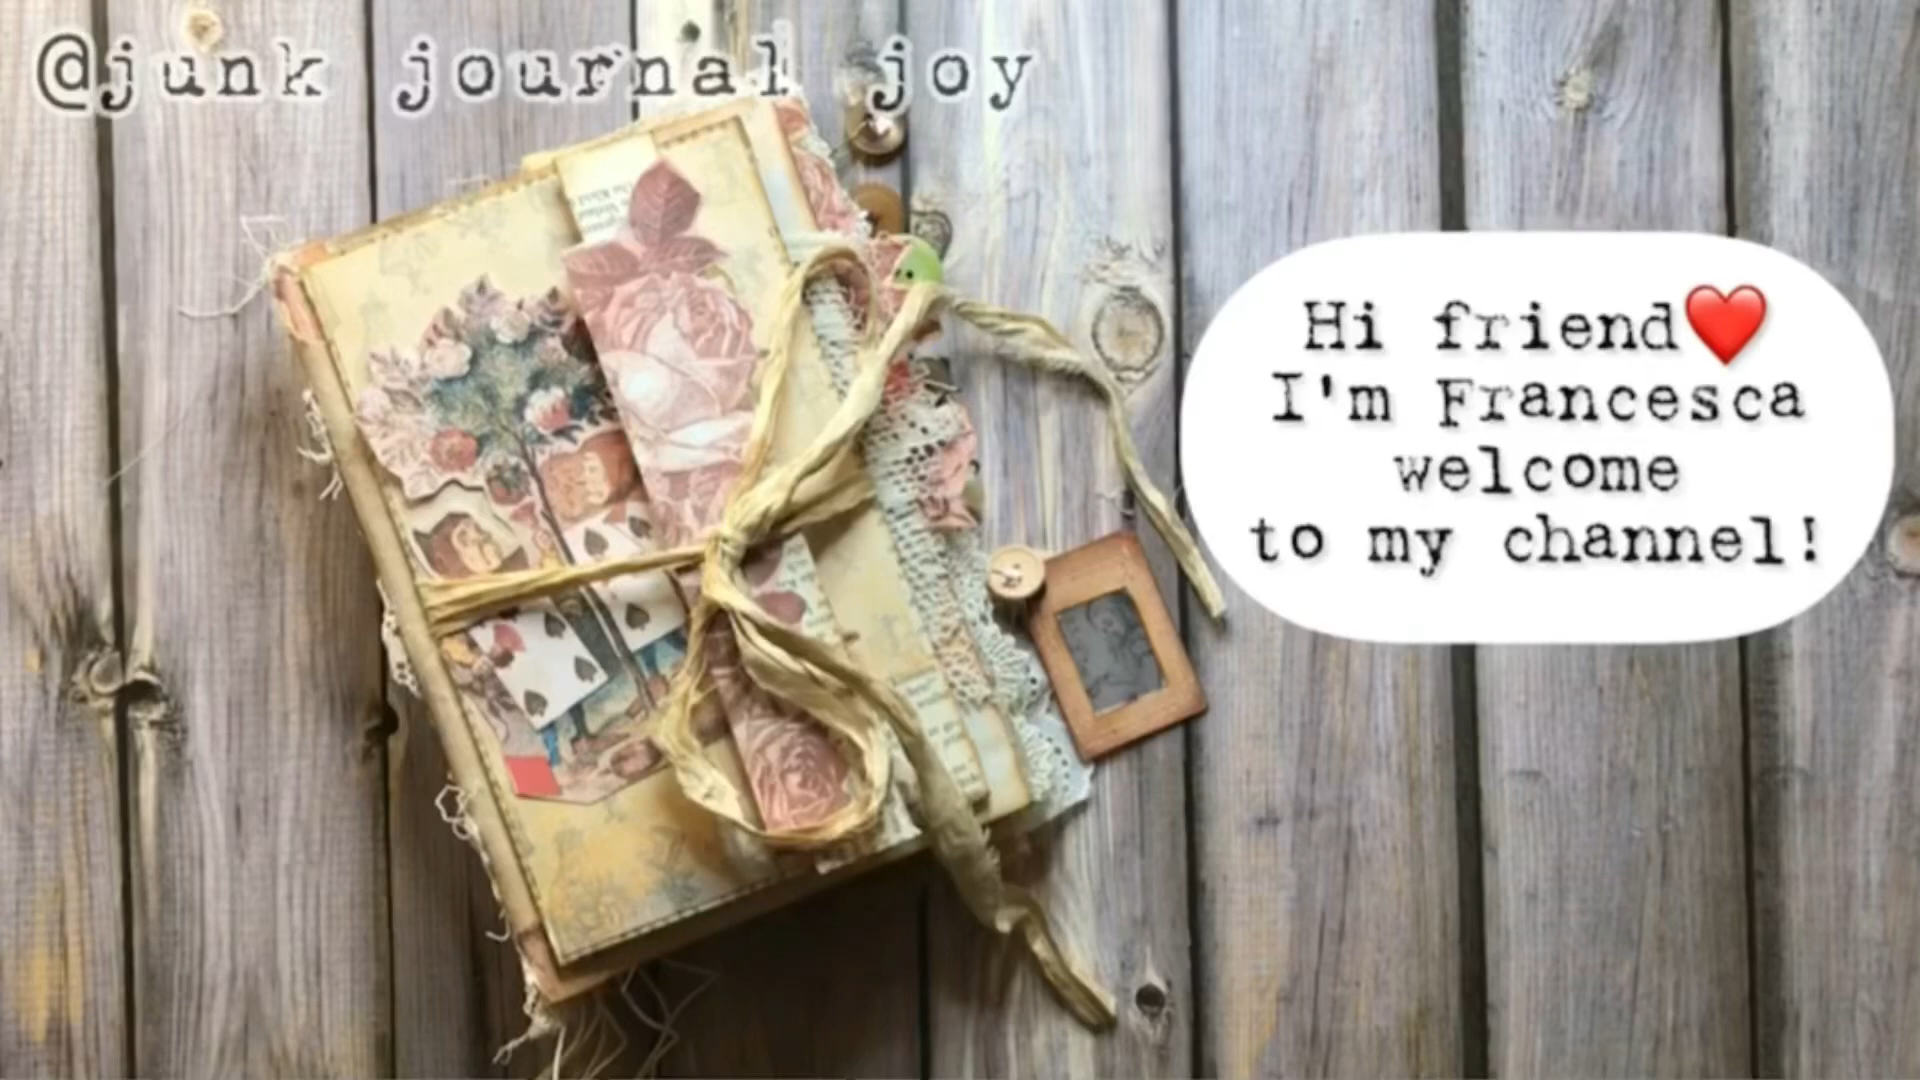 @junk journal joy
Hi friend❤️
I'm Francesca
welcome
to my channel!